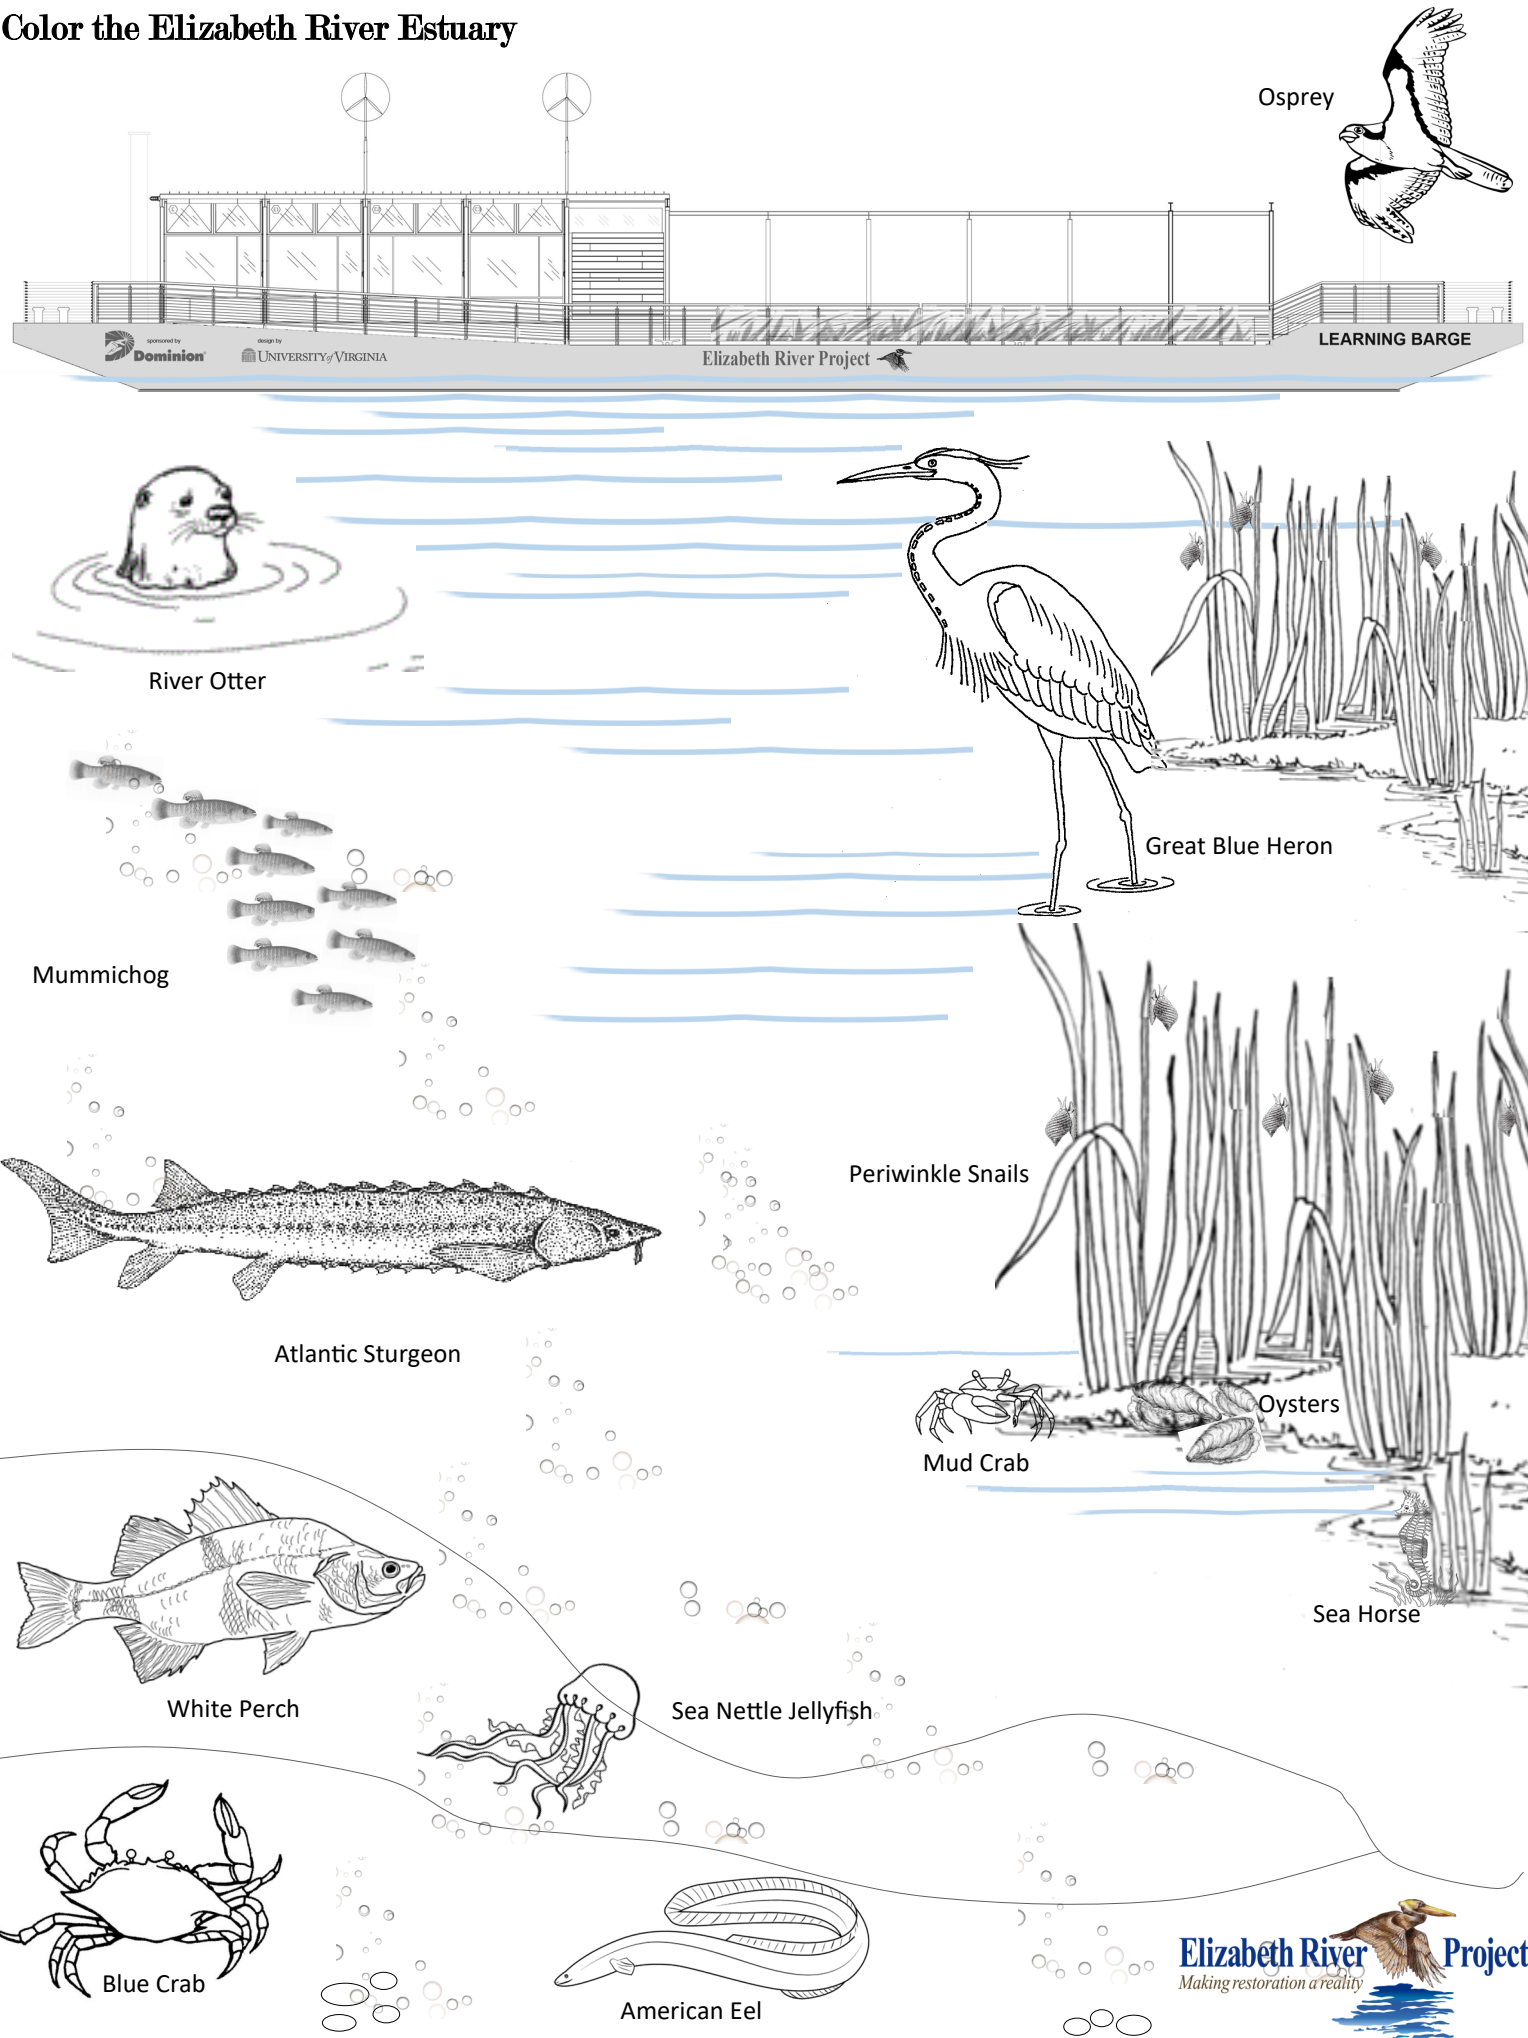 Color the Elizabeth River Estuary
Osprey
sponsored by
Dominion
design by
UNIVERSITY of VIRGINIA
Elizabeth River Project
LEARNING BARGE
River Otter
Great Blue Heron
Mummichog
Periwinkle Snails
Atlantic Sturgeon
Oysters
Mud Crab
Sea Horse
White Perch
Sea Nettle Jellyfish
Blue Crab
American Eel
Elizabeth River Project
Making restoration a reality